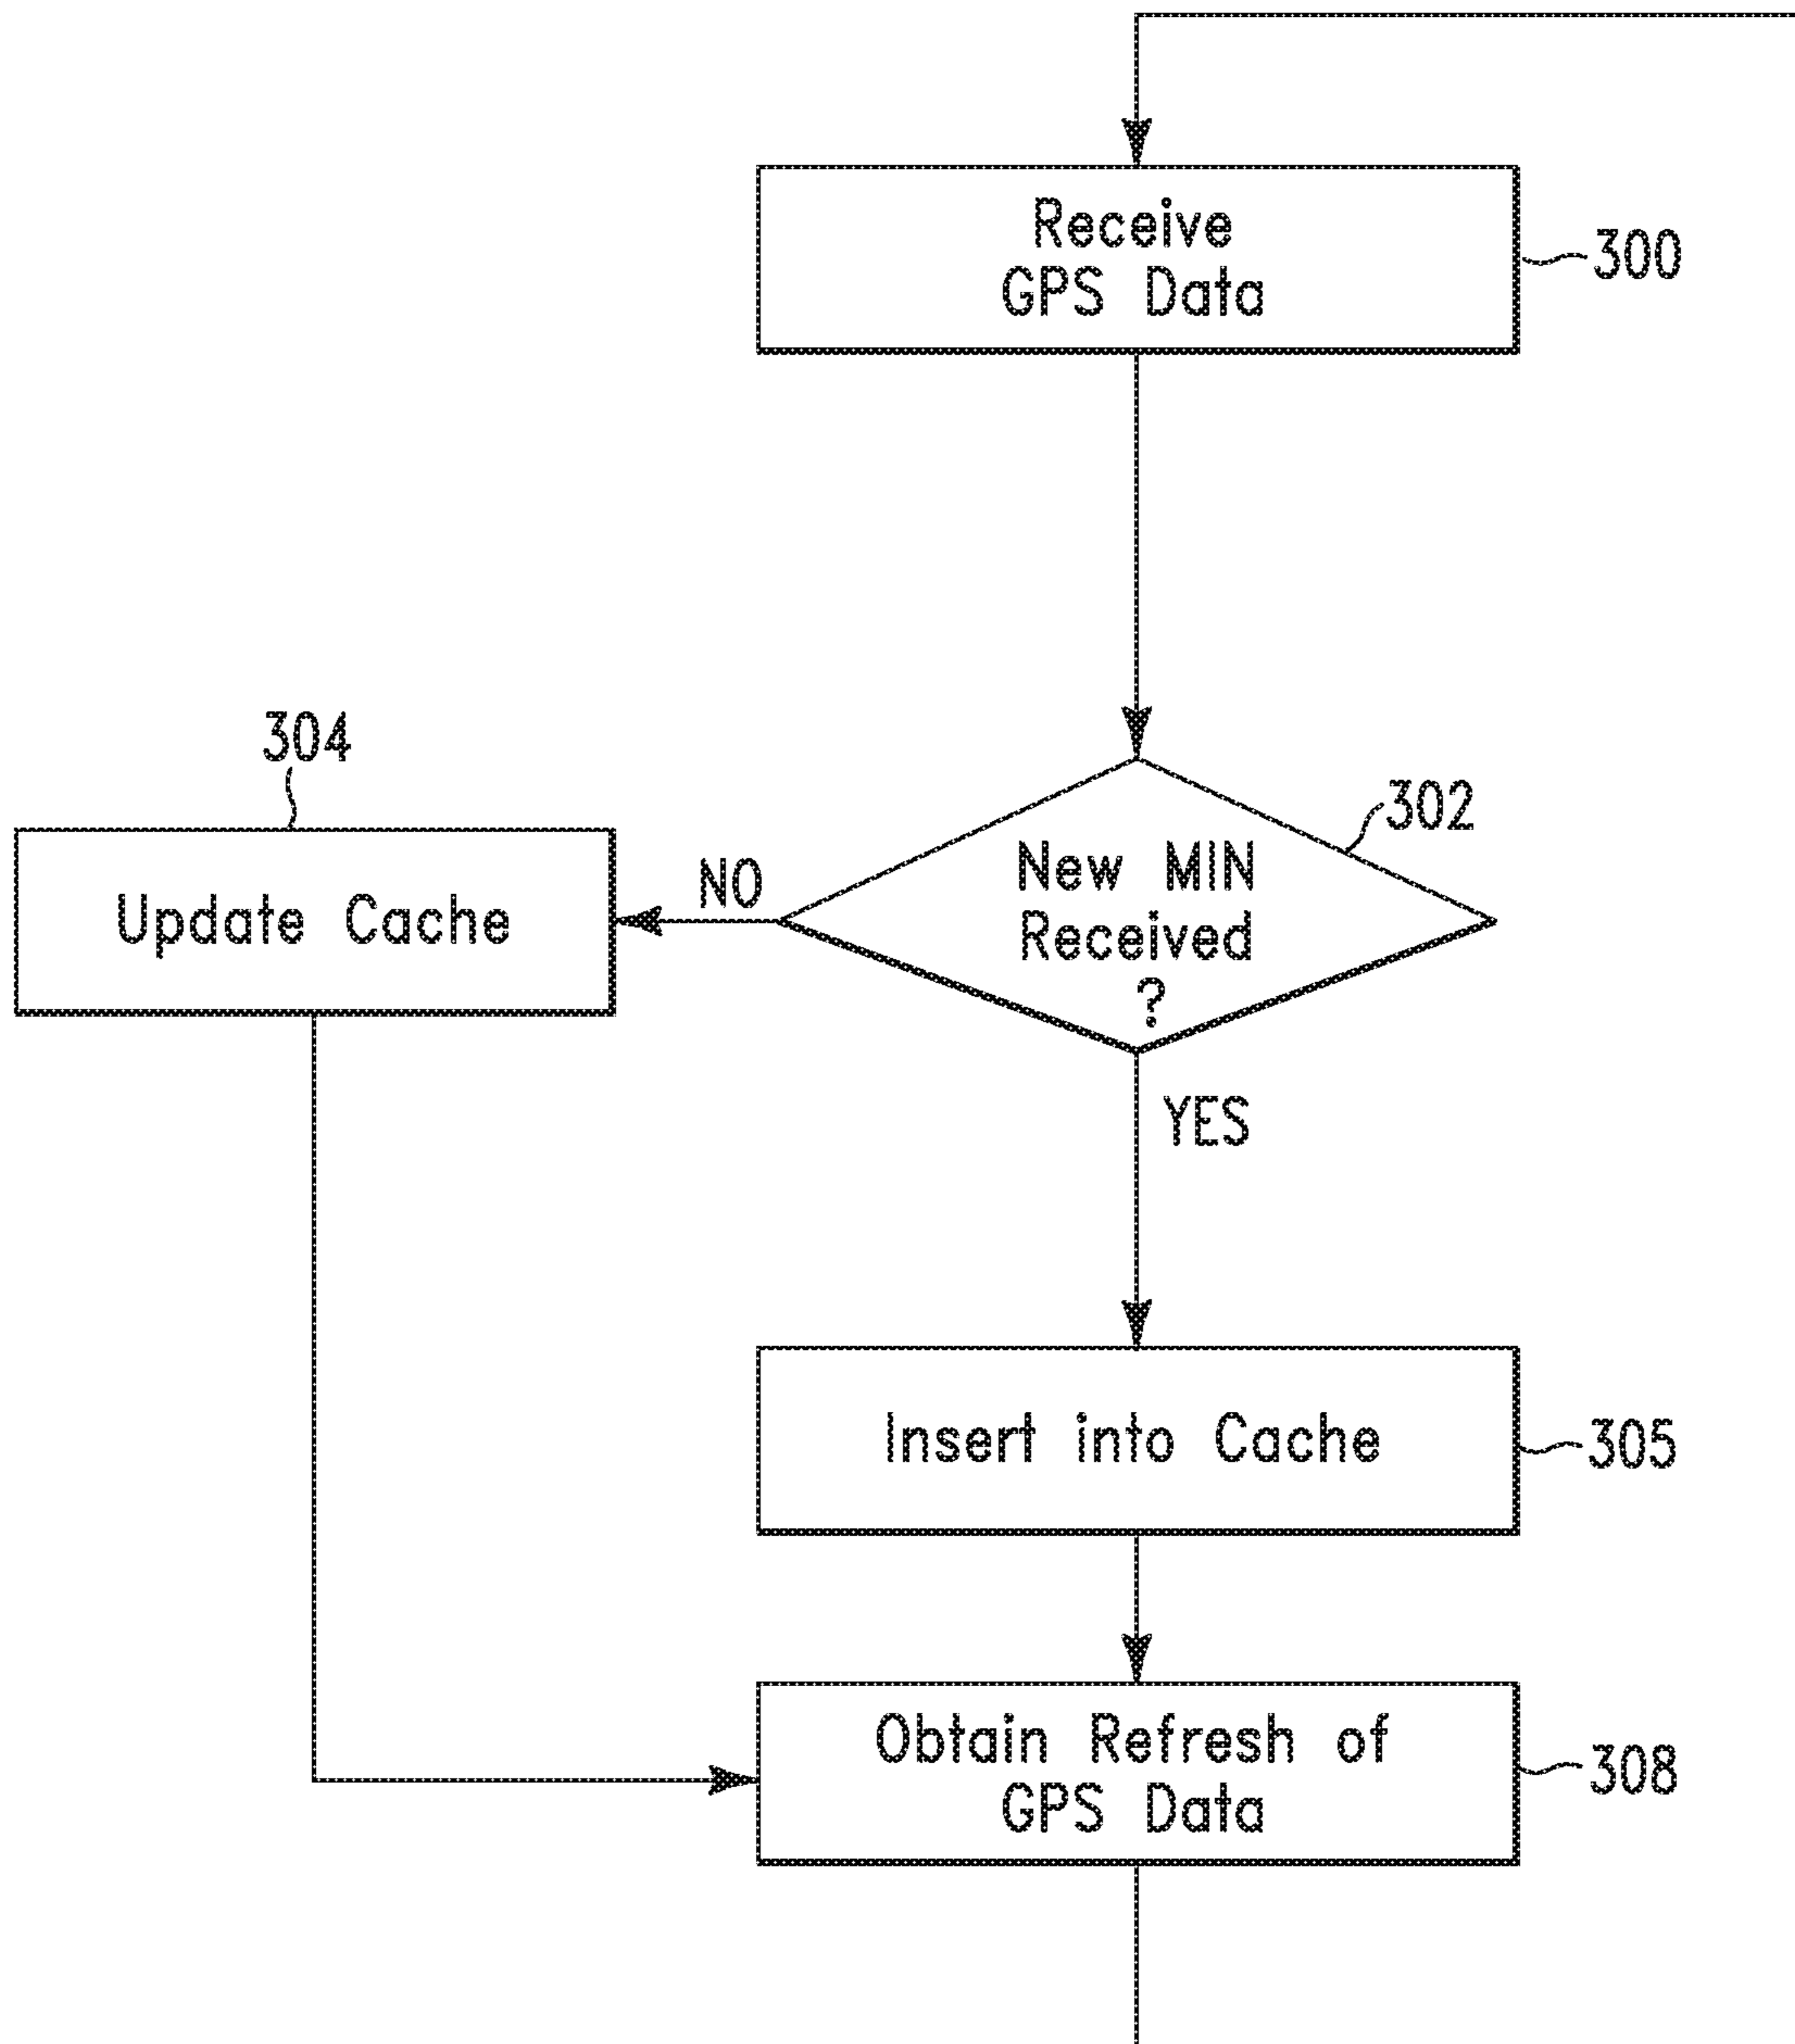 Receive
GPS Data
300
304
302
New MIN
Received
?
NO
Update Cache
YES
Insert into Cache
305
Obtain Refresh of
GPS Data
308